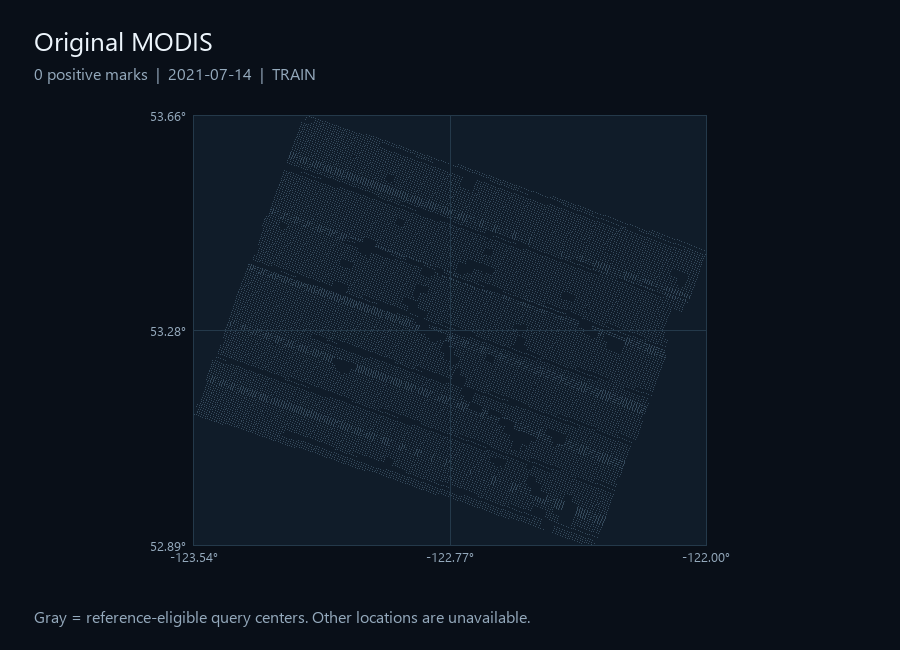 Original MODIS
0 positive marks | 2021-07-14 | TRAIN
53.66°
53.28°
52.89°
-123.54°
-122.77°
-122.00°
Gray = reference-eligible query centers. Other locations are unavailable.